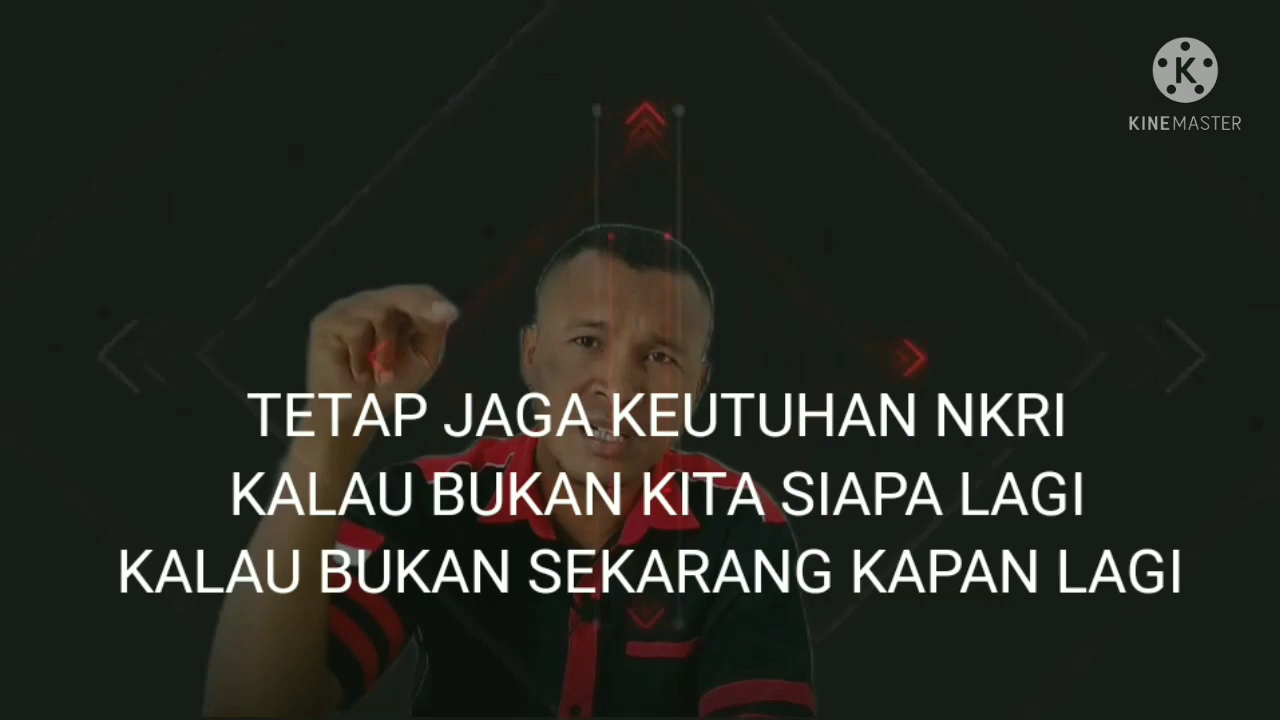 KINEMASTER
TETAP JAGA KEUTUHAN NKRI
KALAU BUKAN KITA SIAPA LAGI
KALAU BUKAN SEKARANG KAPAN LAGI